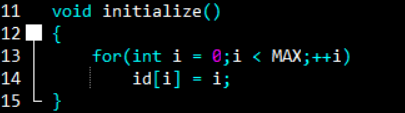 11 void initialize()
12 {
13 for(int i = 0;i < MAX;++i)
14 id[i] = i;
15 }